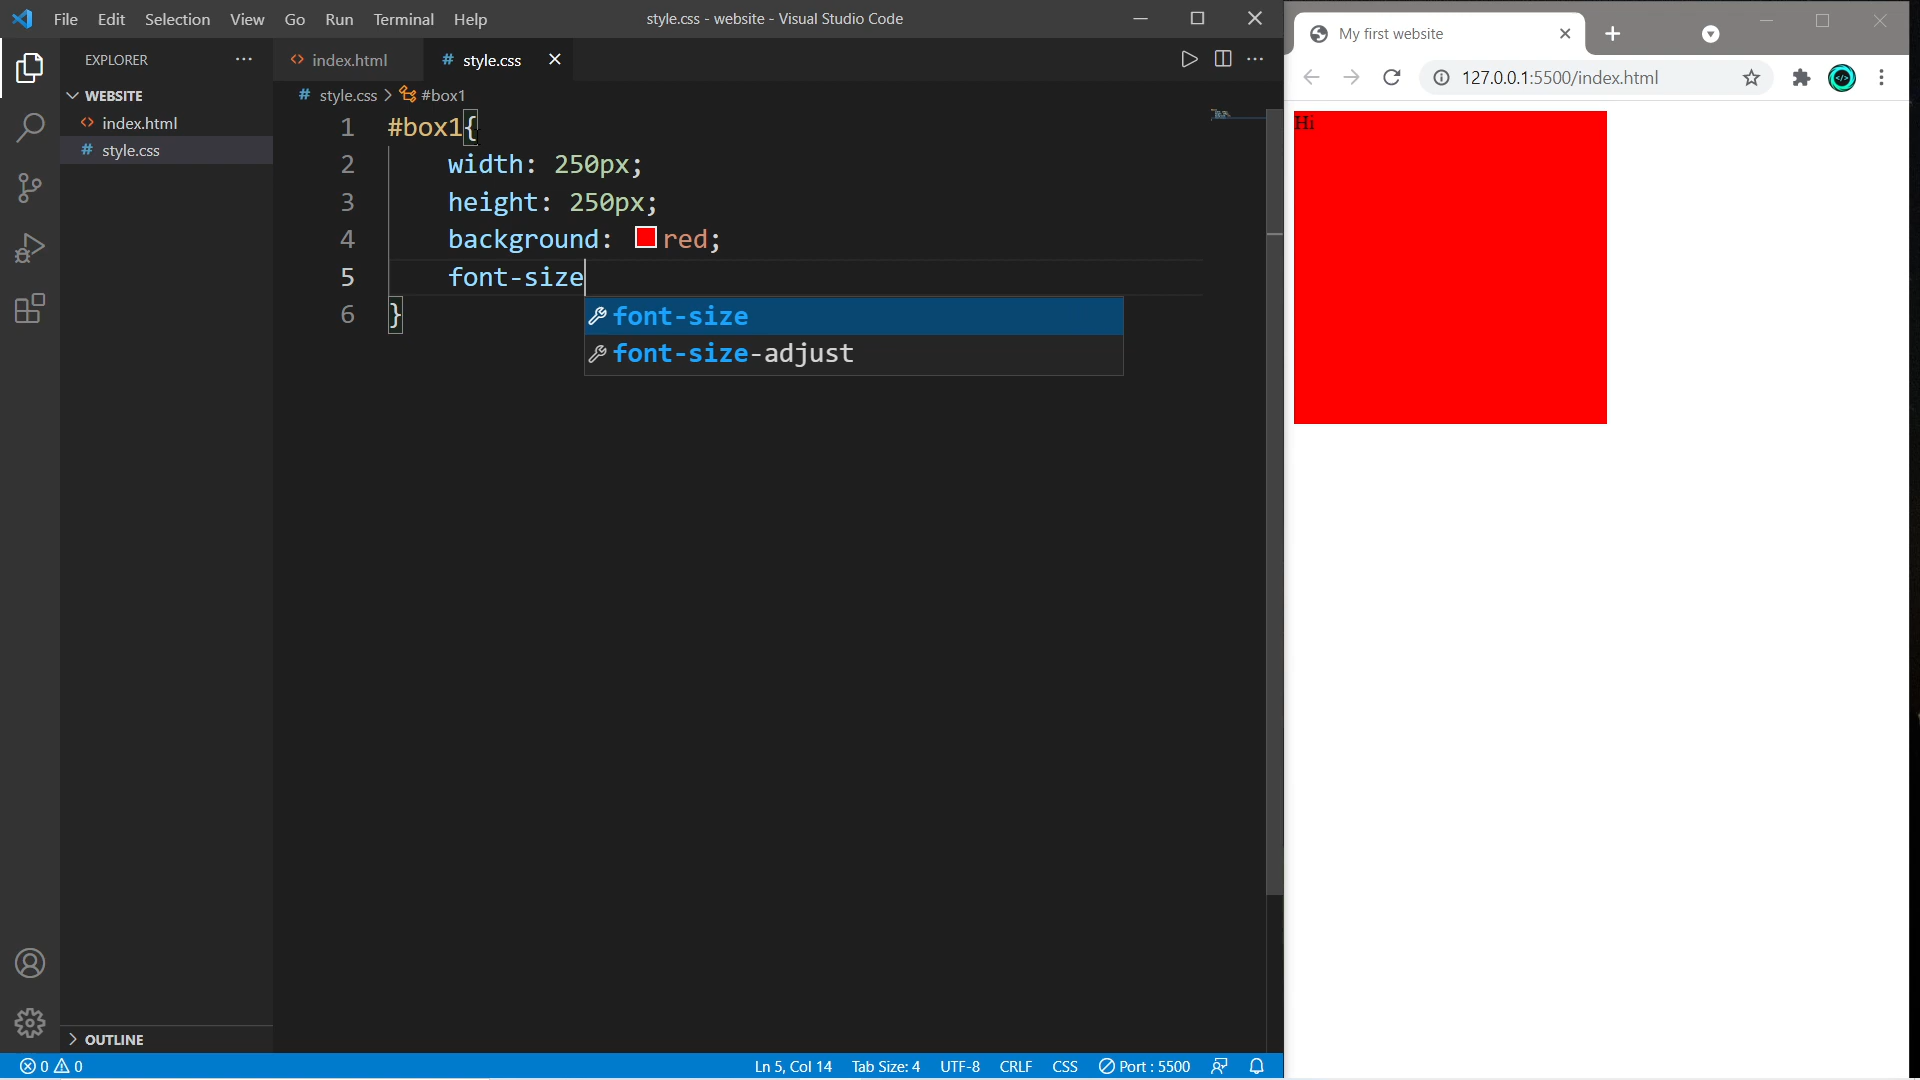 File Edit Selection View Go Run Terminal Help
style.css - website - Visual Studio Code
EXPLORER
WEBSITE
index.html
style.css
OUTLINE
index.html
style.css
style.css > #box1
1 #box1{
2 width: 250px;
3 height: 250px;
4 background: red;
5 font-size
6 }
font-size
font-size-adjust
0 0
Ln 5, Col 14 Tab Size: 4 UTF-8 CRLF CSS Port : 5500
My first website
127.0.0.1:5500/index.html
Hi